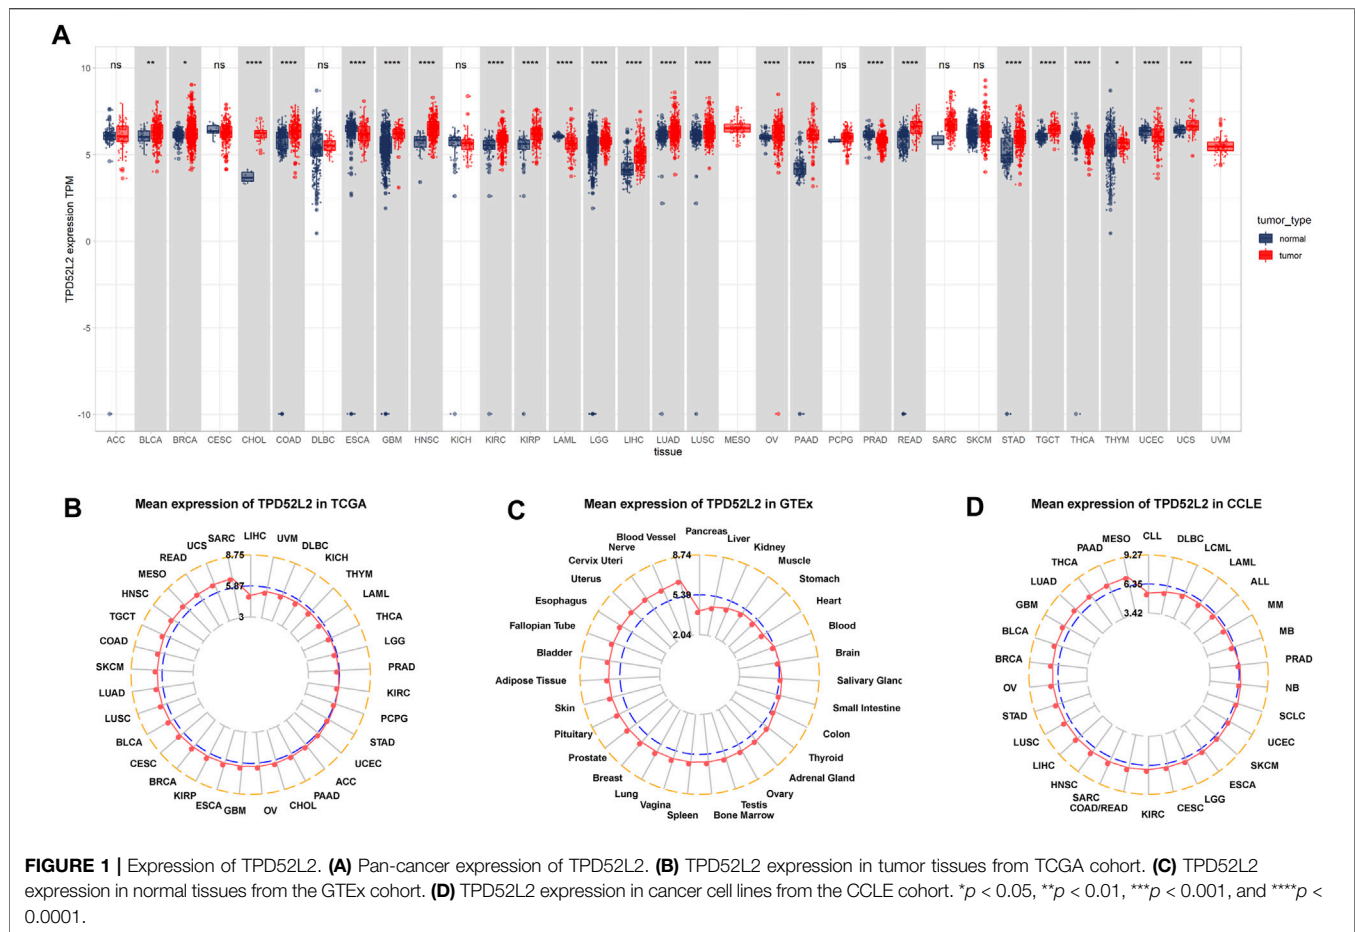 A
ns ** * ns **** **** ns **** **** **** ns **** **** **** **** **** **** **** **** **** ns **** **** ns ns **** **** **** * **** ***
10
5
0
-5
-10
TPD52L2 expression TPM
ACC BLCA BRCA CESC CHOL COAD DLBC ESCA GBM HNSC KICH KIRC KIRP LAML LGG LIHC LUAD LUSC MESO OV PAAD PCPG PRAD READ SARC SKCM STAD TGCT THCA THYM UCEC UCS UVM
tissue
tumor_type
normal
tumor
B
Mean expression of TPD52L2 in TCGA
8.75
5.87
3
LIHC
UVM
DLBC
KICH
THYM
LAML
THCA
LGG
PRAD
KIRC
PCPG
STAD
UCEC
ACC
PAAD
CHOL
OV
GBM
ESCA
KIRP
BRCA
CESC
BLCA
LUSC
LUAD
SKCM
COAD
TGCT
HNSC
MESO
READ
UCS
SARC
C
Mean expression of TPD52L2 in GTEx
8.74
5.39
2.04
Pancreas
Liver
Kidney
Muscle
Stomach
Heart
Blood
Brain
Salivary Gland
Small Intestine
Colon
Thyroid
Adrenal Gland
Ovary
Testis
Bone Marrow
Spleen
Vagina
Lung
Breast
Prostate
Pituitary
Skin
Adipose Tissue
Bladder
Fallopian Tube
Esophagus
Uterus
Cervix Uteri
Nerve
Blood Vessel
D
Mean expression of TPD52L2 in CCLE
9.27
6.35
3.42
CLL
DLBC
LCML
LAML
ALL
MM
MB
PRAD
NB
SCLC
UCEC
SKCM
ESCA
LGG
CESC
KIRC
COAD/READ
SARC
HNSC
LIHC
LUSC
STAD
OV
BRCA
BLCA
GBM
LUAD
THCA
PAAD
MESO
FIGURE 1 | Expression of TPD52L2. (A) Pan-cancer expression of TPD52L2. (B) TPD52L2 expression in tumor tissues from TCGA cohort. (C) TPD52L2
expression in normal tissues from the GTEx cohort. (D) TPD52L2 expression in cancer cell lines from the CCLE cohort. *p < 0.05, **p < 0.01, ***p < 0.001, and ****p <
0.0001.